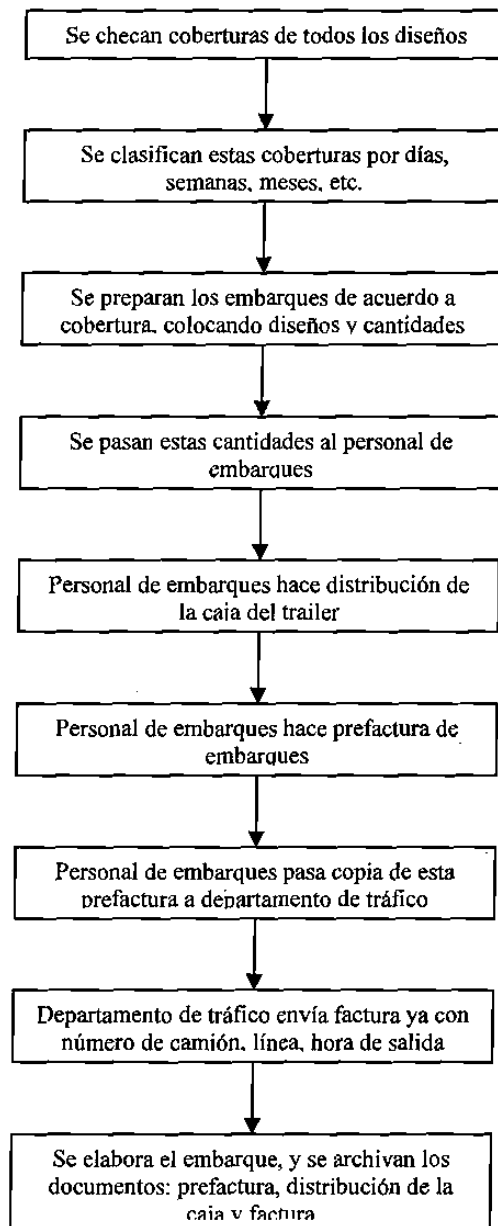 Se checan coberturas de todos los diseños
Se clasifican estas coberturas por días,
semanas, meses, etc.
Se preparan los embarques de acuerdo a
cobertura, colocando diseños y cantidades
Se pasan estas cantidades al personal de
embarques
Personal de embarques hace distribución de
la caja del trailer
Personal de embarques hace prefactura de
embarques
Personal de embarques pasa copia de esta
prefactura a departamento de tráfico
Departamento de tráfico envía factura ya con
número de camión, línea, hora de salida
Se elabora el embarque, y se archivan los
documentos: prefactura, distribución de la
caja y factura